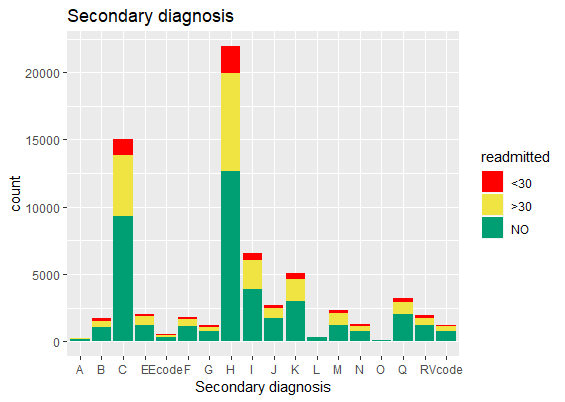 Secondary diagnosis
20000
15000
10000
5000
0
count
A B C E Ecode F G H I J K L M N O Q R Vcode
Secondary diagnosis
readmitted
<30
>30
NO